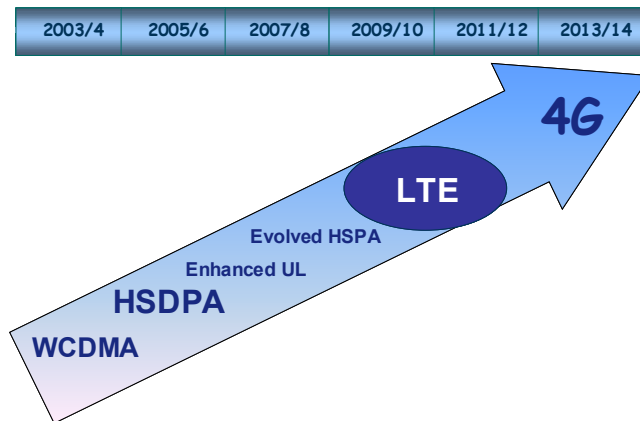 2003/4 2005/6 2007/8 2009/10 2011/12 2013/14
4G
LTE
Evolved HSPA
Enhanced UL
HSDPA
WCDMA